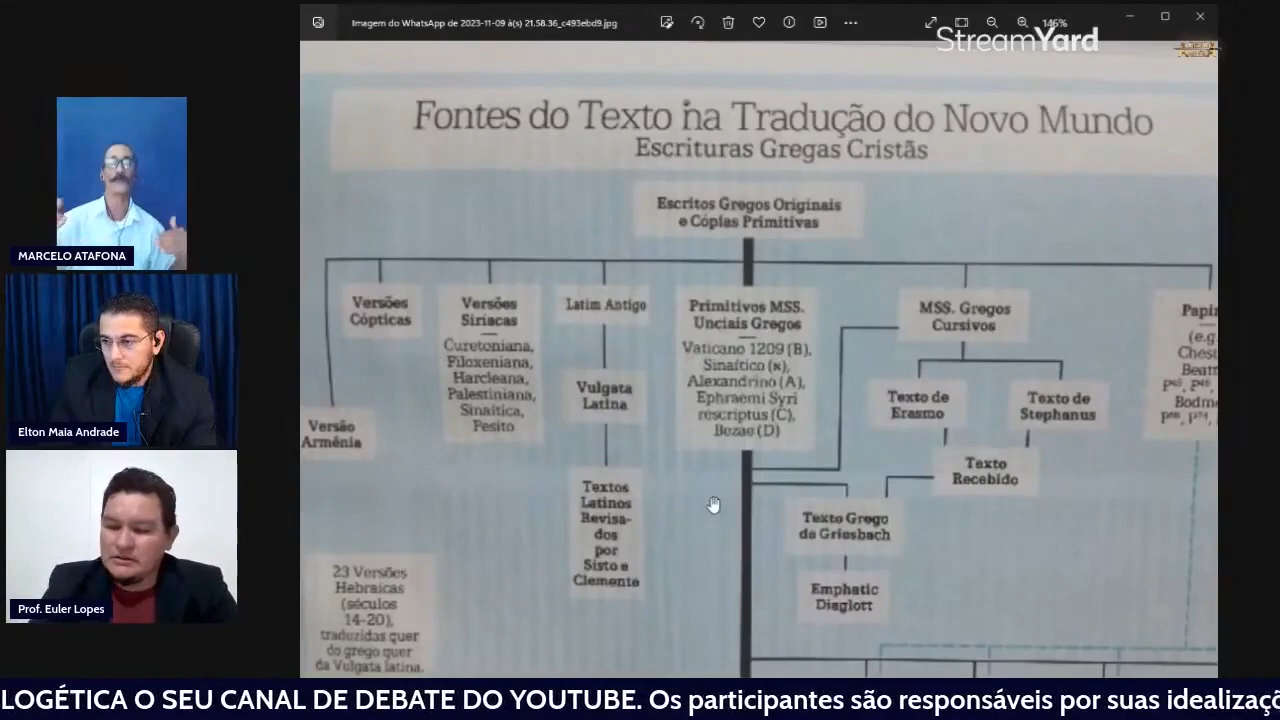 Imagem do WhatsApp de 2023-11-09 à(s) 21.58.36_c493ebd9.jpg
146%
StreamYard
MARCELO ATAFONA
Elton Maia Andrade
Prof. Euler Lopes
Fontes do Texto na Tradução do Novo Mundo
Escrituras Gregas Cristãs
Escritos Gregos Originais
e Cópias Primitivas
Versões
Cópticas
Versões
Siríacas
Curetoniana,
Filoxeniana,
Harcleana,
Palestiniana,
Sinaítica,
Pesito
Latim Antigo
Vulgata
Latina
Textos
Latinos
Revisa-
dos
por
Sisto e
Clemente
Primitivos MSS.
Unciais Gregos
Vaticano 1209 (B),
Sinaítico (א),
Alexandrino (A),
Ephraemi Syri
rescriptus (C),
Bezae (D)
MSS. Gregos
Cursivos
Texto de
Erasmo
Texto de
Stephanus
Texto
Recebido
Texto Grego
de Griesbach
Emphatic
Diaglott
Papir
(e.g.
Chest
Beatt
Bodm
Versão
Armênia
23 Versões
Hebraicas
(séculos
14-20),
traduzidas quer
do grego quer
da Vulgata latina.
LOGÉTICA O SEU CANAL DE DEBATE DO YOUTUBE. Os participantes são responsáveis por suas idealizaçõ